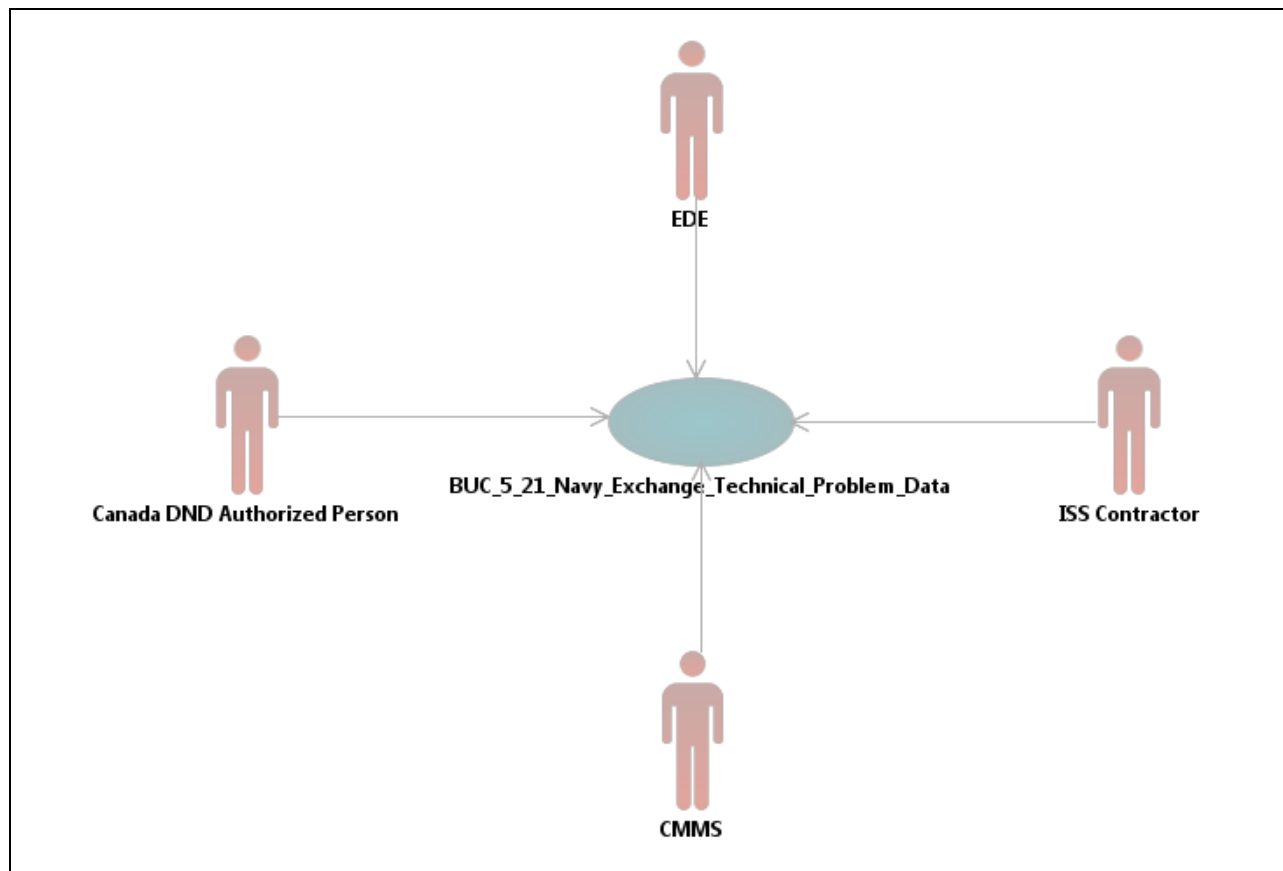 EDE
BUC_5_21_Navy_Exchange_Technical_Problem_Data
Canada DND Authorized Person
ISS Contractor
CMMS